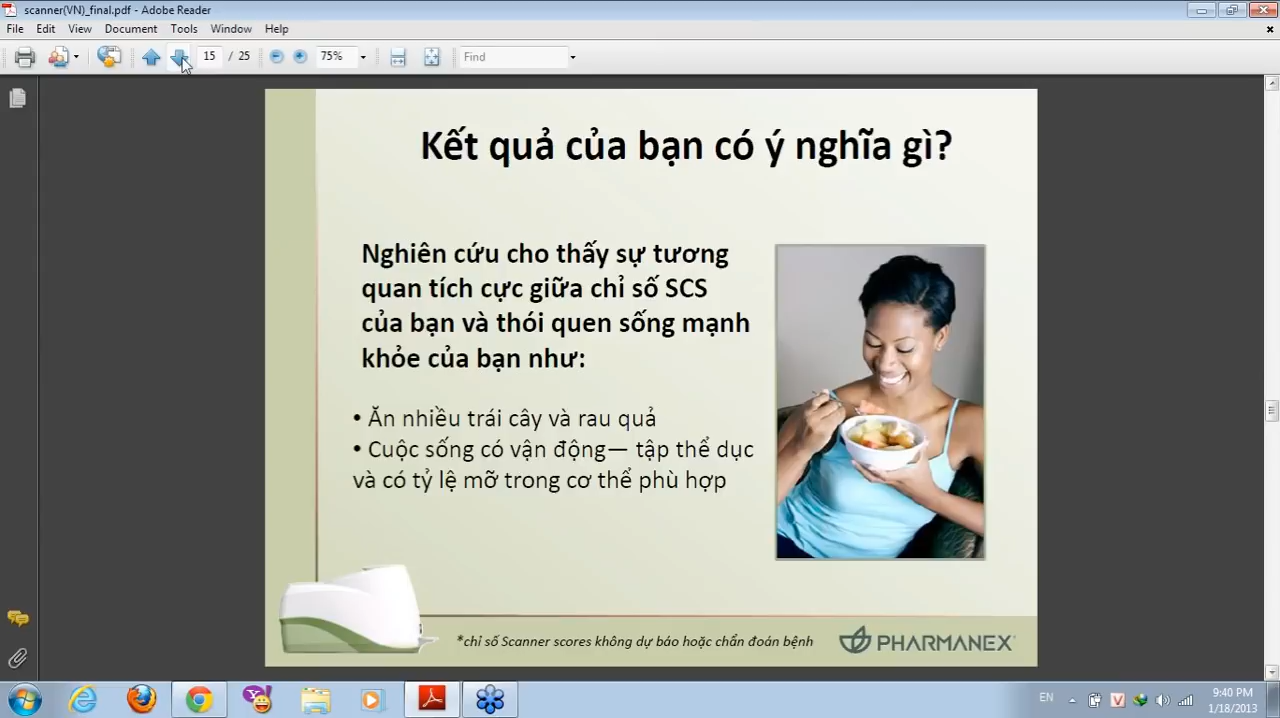 scanner(VN)_final.pdf - Adobe Reader
File Edit View Document Tools Window Help
15 / 25 75% Find
Kết quả của bạn có ý nghĩa gì?
Nghiên cứu cho thấy sự tương
quan tích cực giữa chỉ số SCS
của bạn và thói quen sống mạnh
khỏe của bạn như:
• Ăn nhiều trái cây và rau quả
• Cuộc sống có vận động— tập thể dục
và có tỷ lệ mỡ trong cơ thể phù hợp
*chỉ số Scanner scores không dự báo hoặc chẩn đoán bệnh
PHARMANEX
EN
9:40 PM
1/18/2013